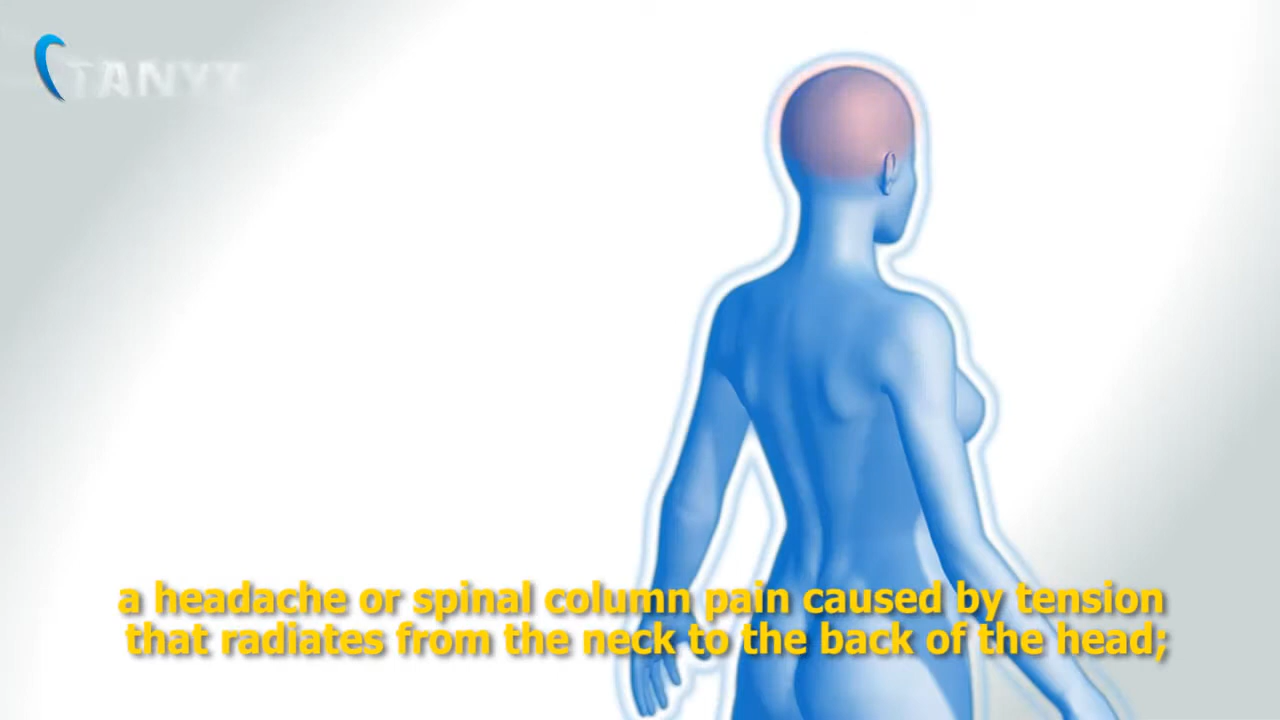 TANYX
a headache or spinal column pain caused by tension
that radiates from the neck to the back of the head;